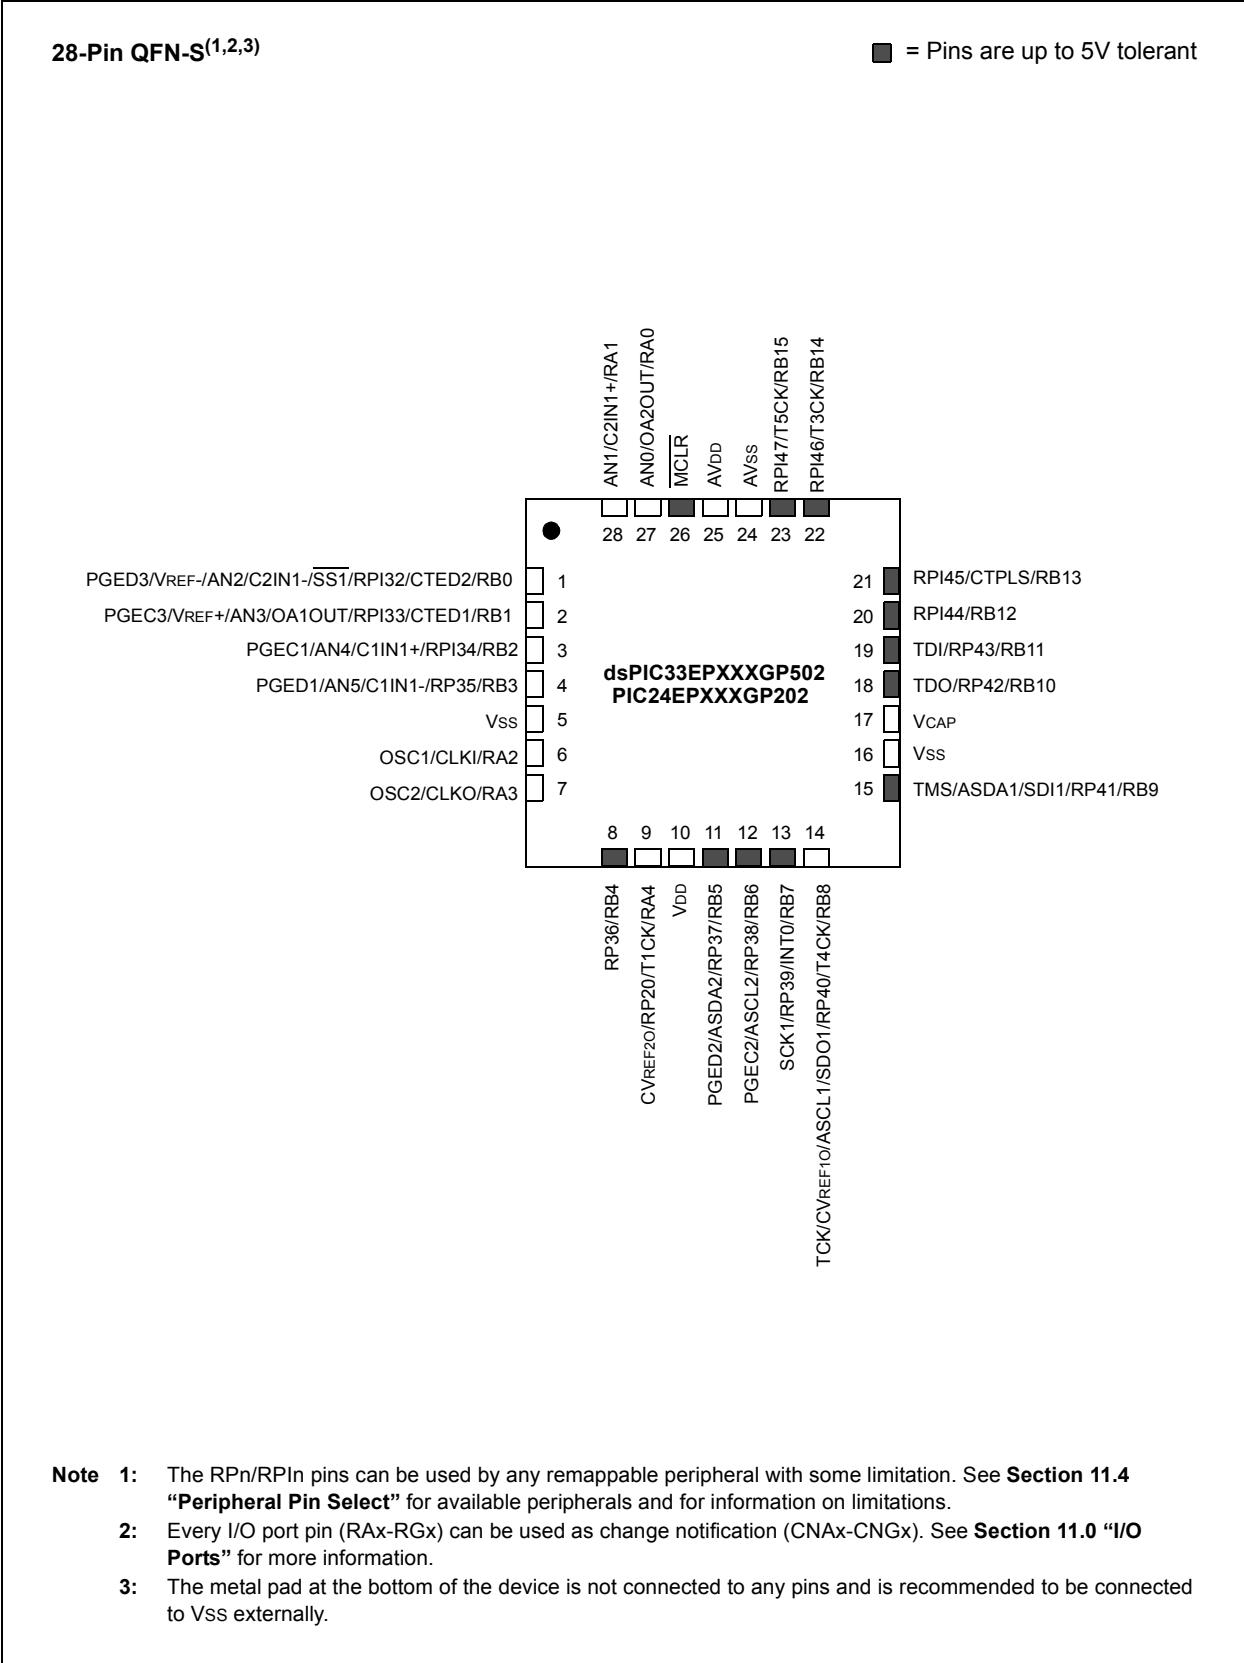 28-Pin QFN-S(1,2,3)
= Pins are up to 5V tolerant
AN1/C2IN1+/RA1
AN0/OA2OUT/RA0
MCLR
AVDD
AVSS
RPI47/T5CK/RB15
RPI46/T3CK/RB14
28 27 26 25 24 23 22
PGED3/VREF-/AN2/C2IN1-/SS1/RPI32/CTED2/RB0 1
PGEC3/VREF+/AN3/OA1OUT/RPI33/CTED1/RB1 2
PGEC1/AN4/C1IN1+/RPI34/RB2 3
PGED1/AN5/C1IN1-/RP35/RB3 4
VSS 5
OSC1/CLKI/RA2 6
OSC2/CLKO/RA3 7
dsPIC33EPXXXGP502
PIC24EPXXXGP202
21 RPI45/CTPLS/RB13
20 RPI44/RB12
19 TDI/RP43/RB11
18 TDO/RP42/RB10
17 VCAP
16 VSS
15 TMS/ASDA1/SDI1/RP41/RB9
8 9 10 11 12 13 14
RP36/RB4
CVREF2O/RP20/T1CK/RA4
VDD
PGED2/ASDA2/RP37/RB5
PGEC2/ASCL2/RP38/RB6
SCK1/RP39/INT0/RB7
TCK/CVREF1O/ASCL1/SDO1/RP40/T4CK/RB8
Note 1: The RPn/RPIn pins can be used by any remappable peripheral with some limitation. See Section 11.4
“Peripheral Pin Select” for available peripherals and for information on limitations.
2: Every I/O port pin (RAx-RGx) can be used as change notification (CNAx-CNGx). See Section 11.0 “I/O
Ports” for more information.
3: The metal pad at the bottom of the device is not connected to any pins and is recommended to be connected
to VSS externally.